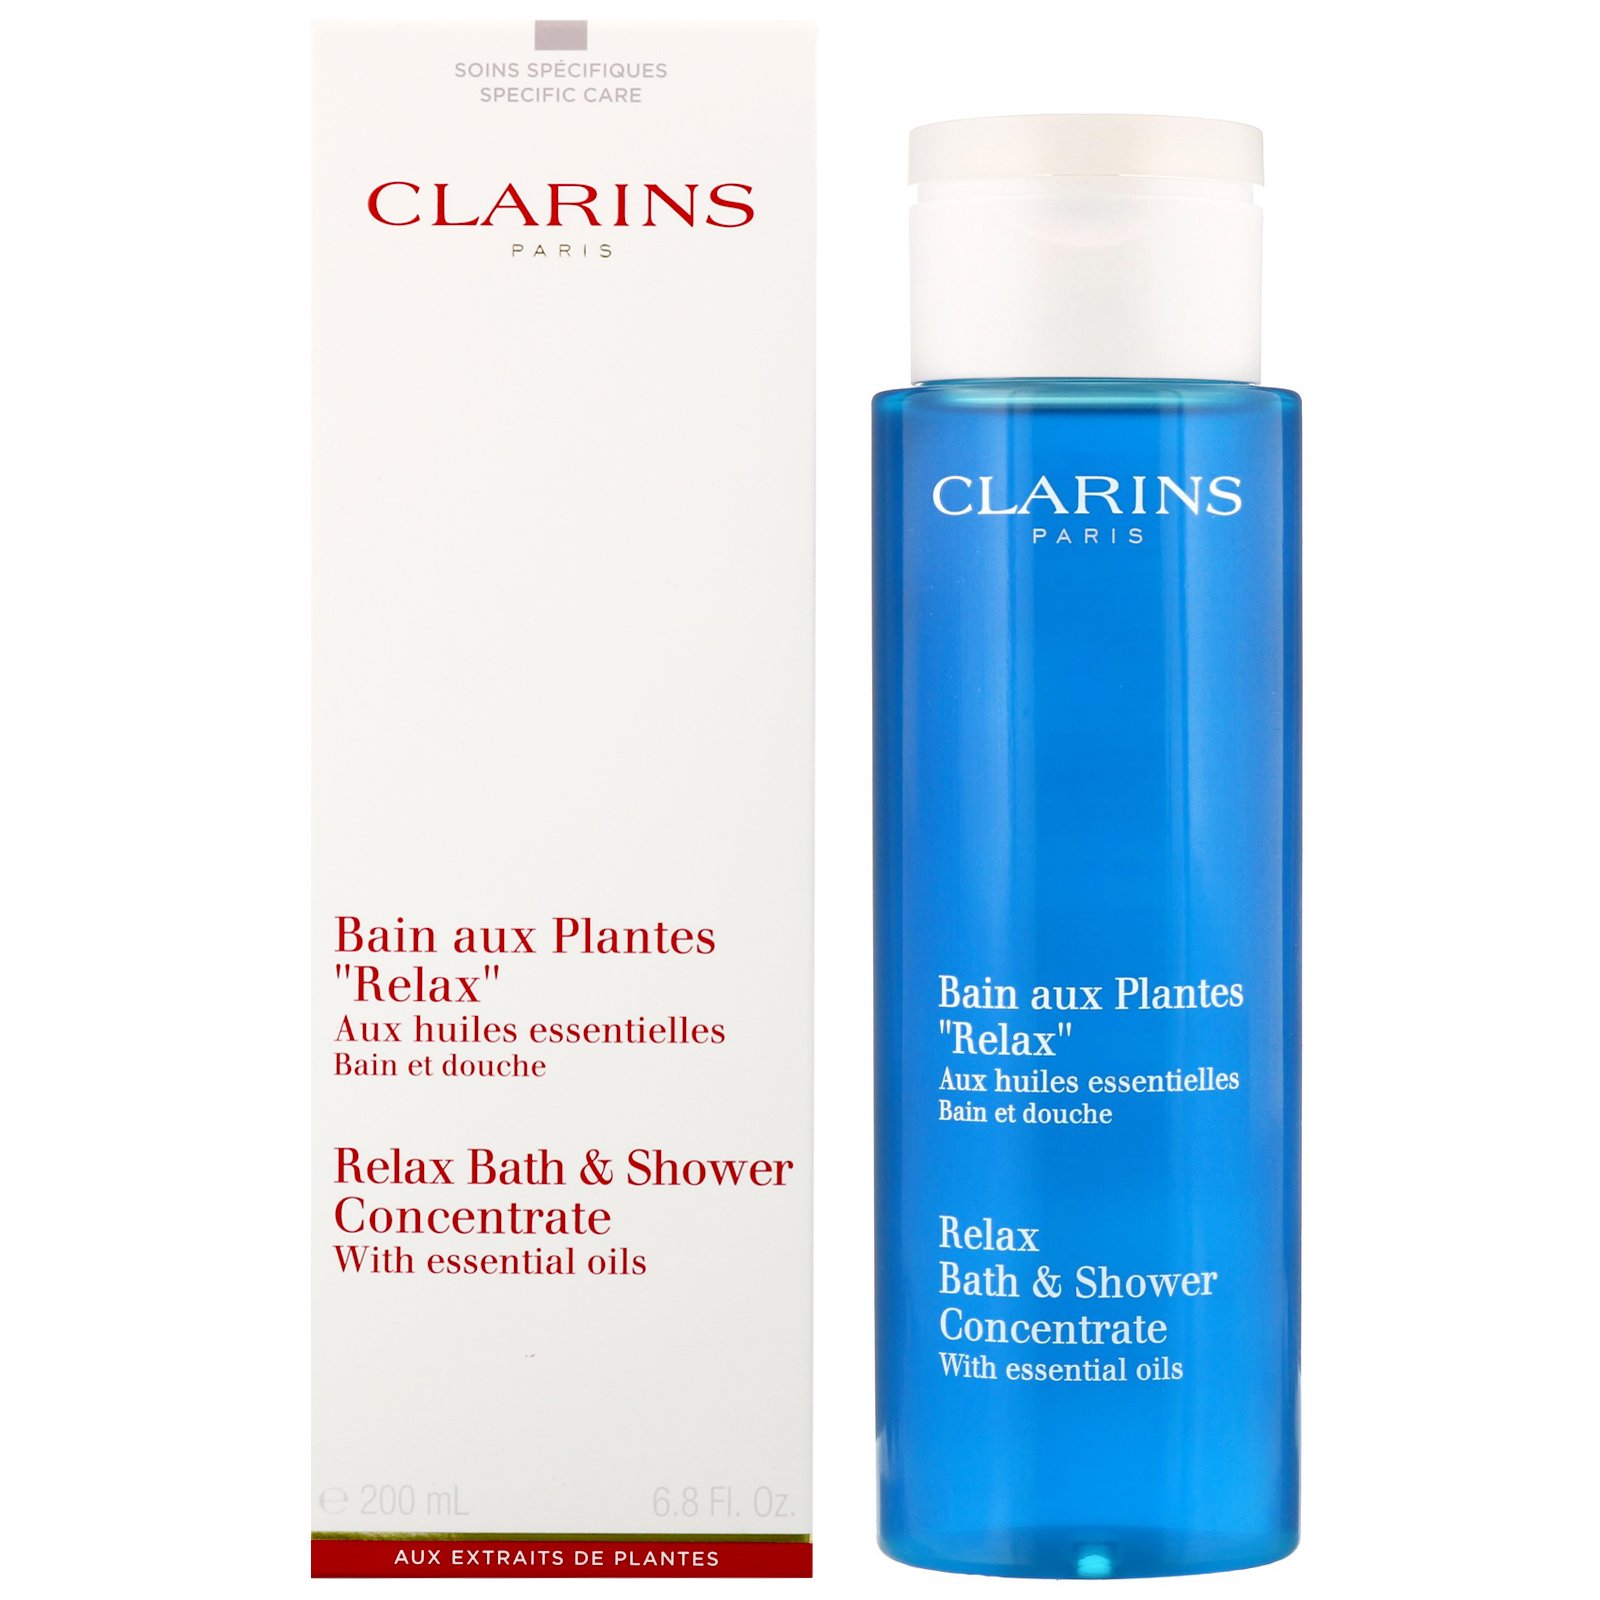 SOINS SPÉCIFIQUES
SPECIFIC CARE
CLARINS
PARIS
Bain aux Plantes
"Relax"
Aux huiles essentielles
Bain et douche
Relax Bath & Shower
Concentrate
With essential oils
℮ 200 mL 6.8 Fl. Oz.
AUX EXTRAITS DE PLANTES
CLARINS
PARIS
Bain aux Plantes
"Relax"
Aux huiles essentielles
Bain et douche
Relax
Bath & Shower
Concentrate
With essential oils